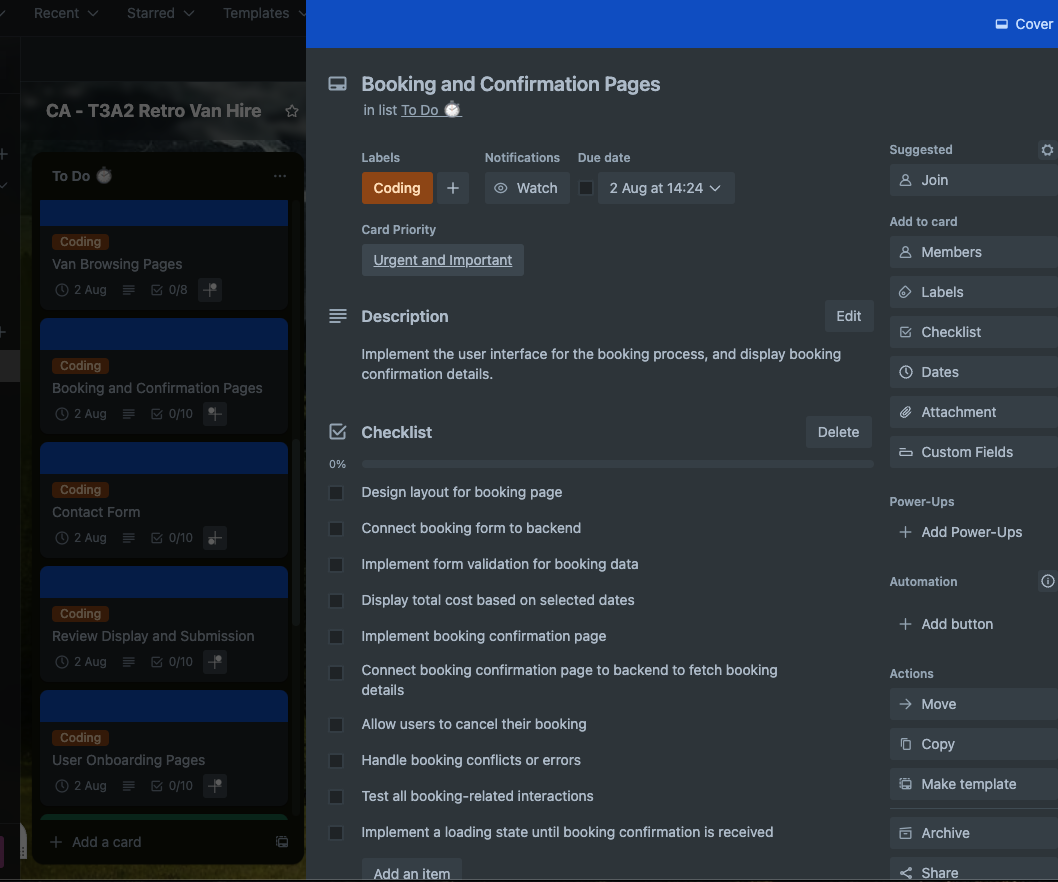 Recent
Starred
Templates
Cover
CA - T3A2 Retro Van Hire
To Do
Coding
Van Browsing Pages
2 Aug
0/8
Coding
Booking and Confirmation Pages
2 Aug
0/10
Coding
Contact Form
2 Aug
0/10
Coding
Review Display and Submission
2 Aug
0/10
Coding
User Onboarding Pages
2 Aug
0/10
Add a card
Booking and Confirmation Pages
in list To Do
Labels
Notifications
Due date
Coding
Watch
2 Aug at 14:24
Card Priority
Urgent and Important
Description
Edit
Implement the user interface for the booking process, and display booking
confirmation details.
Checklist
Delete
0%
Design layout for booking page
Connect booking form to backend
Implement form validation for booking data
Display total cost based on selected dates
Implement booking confirmation page
Connect booking confirmation page to backend to fetch booking
details
Allow users to cancel their booking
Handle booking conflicts or errors
Test all booking-related interactions
Implement a loading state until booking confirmation is received
Add an item
Suggested
Join
Add to card
Members
Labels
Checklist
Dates
Attachment
Custom Fields
Power-Ups
Add Power-Ups
Automation
Add button
Actions
Move
Copy
Make template
Archive
Share